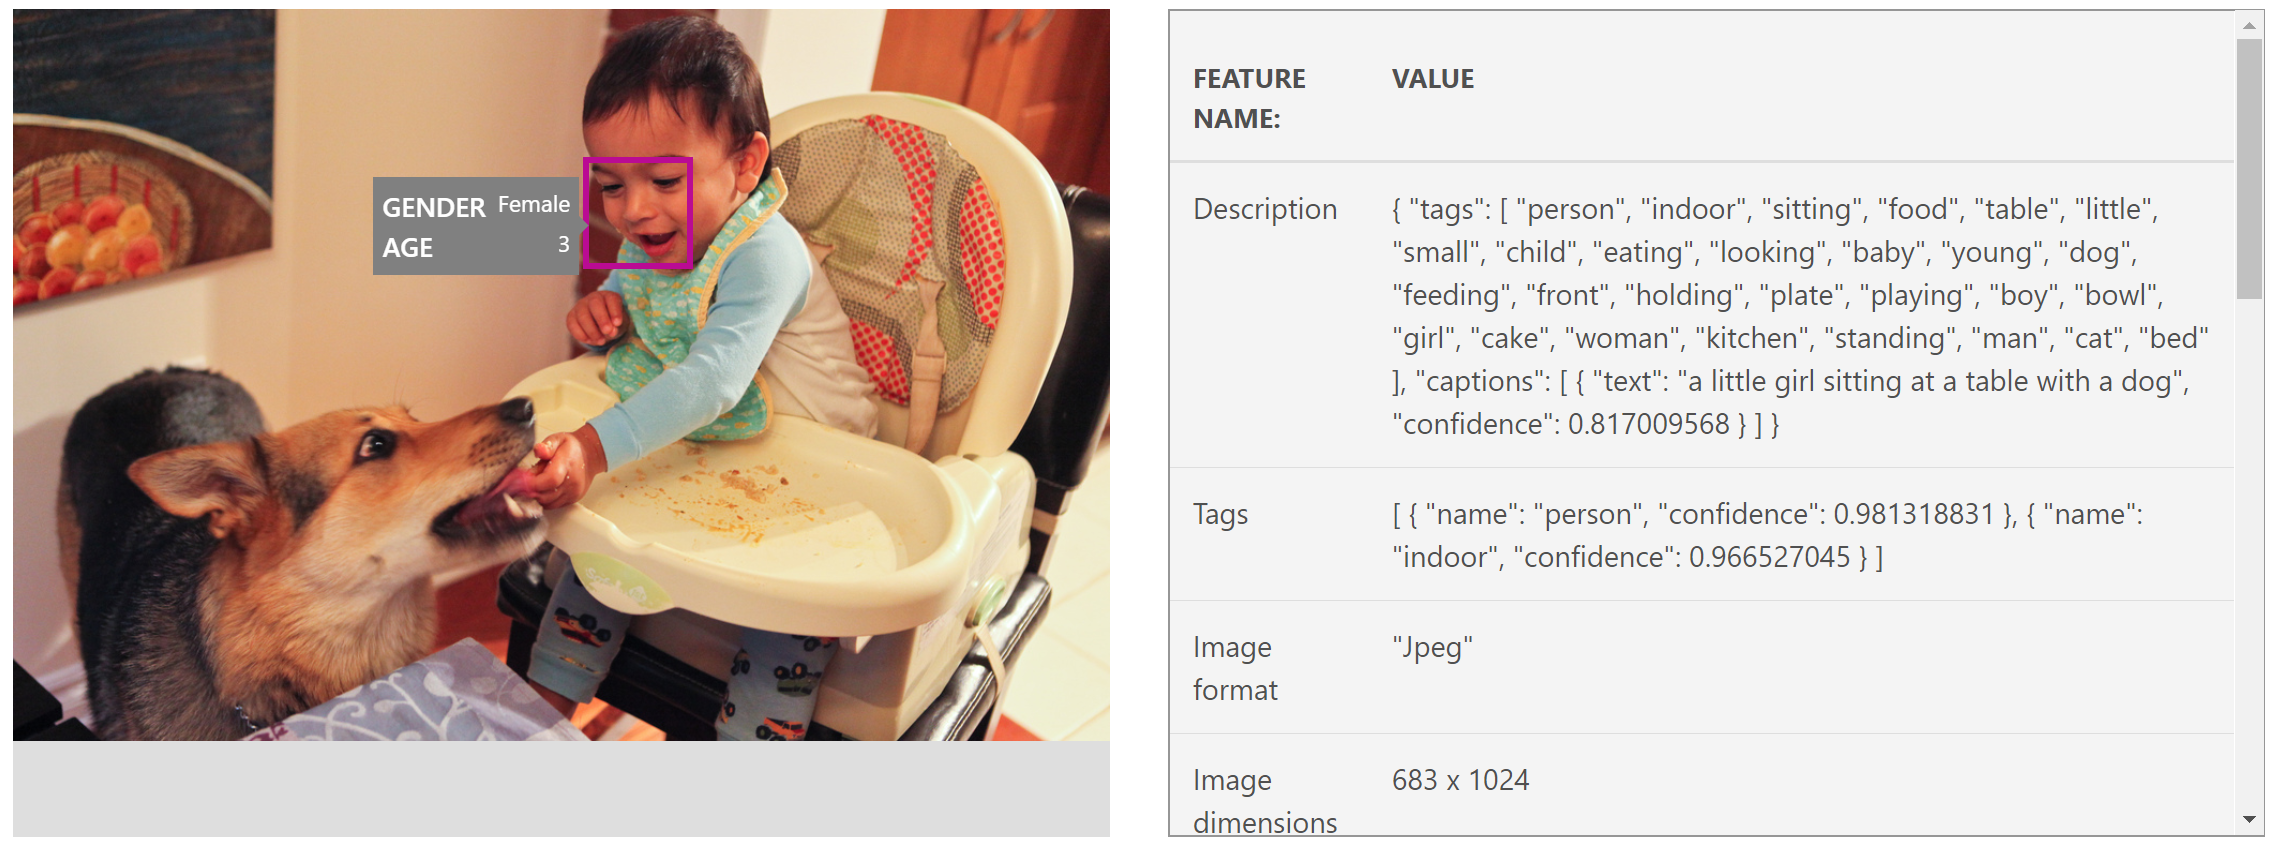 GENDER Female
AGE 3
FEATURE NAME: VALUE
Description { "tags": [ "person", "indoor", "sitting", "food", "table", "little",
"small", "child", "eating", "looking", "baby", "young", "dog",
"feeding", "front", "holding", "plate", "playing", "boy", "bowl",
"girl", "cake", "woman", "kitchen", "standing", "man", "cat", "bed"
], "captions": [ { "text": "a little girl sitting at a table with a dog",
"confidence": 0.817009568 } ] }
Tags [ { "name": "person", "confidence": 0.981318831 }, { "name":
"indoor", "confidence": 0.966527045 } ]
Image format "Jpeg"
Image dimensions 683 x 1024